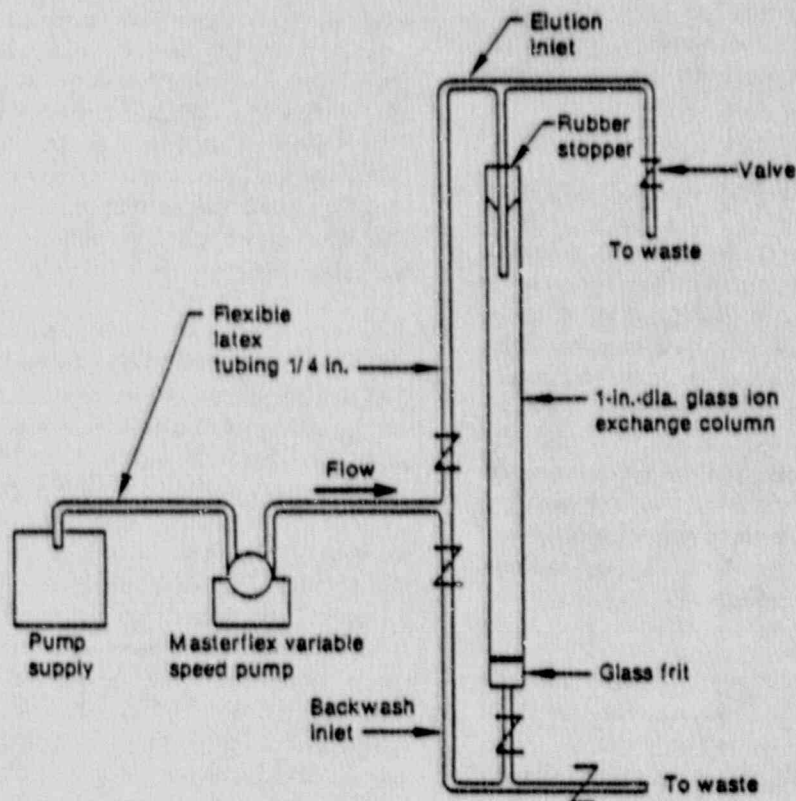 Elution
Inlet
Rubber
stopper
Valve
To waste
Flexible
latex
tubing 1/4 in.
1-in.-dia. glass ion
exchange column
Flow
Pump
supply
Masterflex variable
speed pump
Glass frit
Backwash
Inlet
To waste